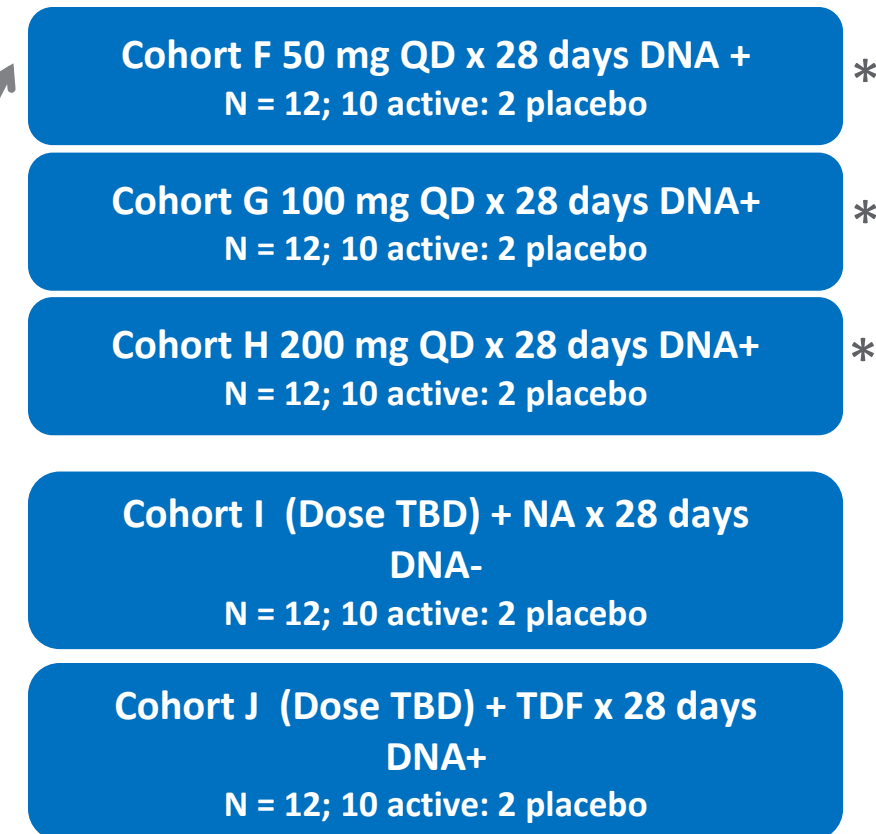 Cohort F 50 mg QD x 28 days DNA +
N = 12; 10 active: 2 placebo
*
Cohort G 100 mg QD x 28 days DNA+
N = 12; 10 active: 2 placebo
*
Cohort H 200 mg QD x 28 days DNA+
N = 12; 10 active: 2 placebo
*
Cohort I (Dose TBD) + NA x 28 days
DNA-
N = 12; 10 active: 2 placebo
Cohort J (Dose TBD) + TDF x 28 days
DNA+
N = 12; 10 active: 2 placebo